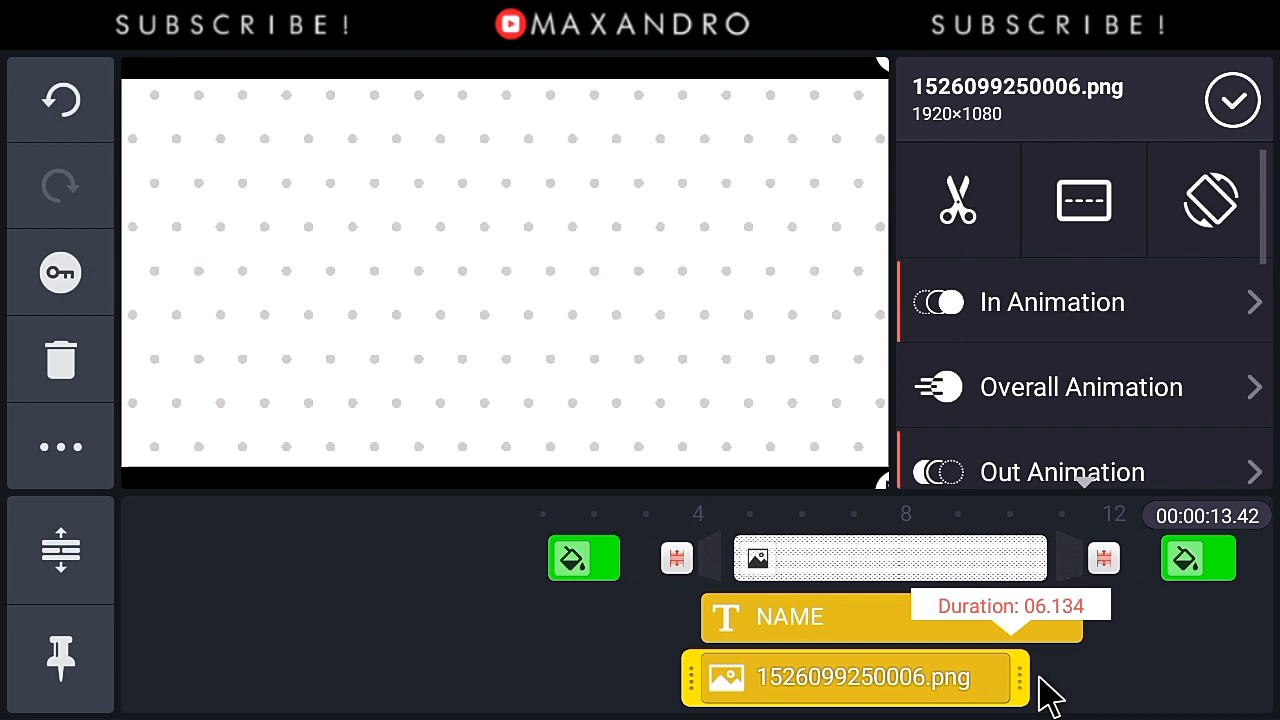 SUBSCRIBE!
MAXANDRO
SUBSCRIBE!
1526099250006.png
1920×1080
In Animation
Overall Animation
Out Animation
4
8
12
00:00:13.42
Duration: 06.134
NAME
1526099250006.png